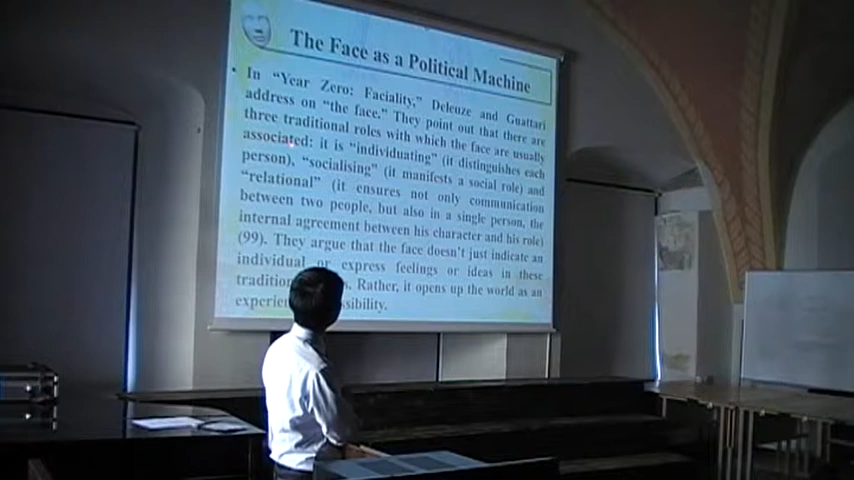 The Face as a Political Machine
• In “Year Zero: Faciality,” Deleuze and Guattari
address on “the face.” They point out that there are
three traditional roles with which the face are usually
associated: it is “individuating” (it distinguishes each
person), “socialising” (it manifests a social role) and
“relational” (it ensures not only communication
between two people, but also in a single person, the
internal agreement between his character and his role)
(99). They argue that the face doesn’t just indicate an
individual or express feelings or ideas in these
Rather, it opens up the world as an